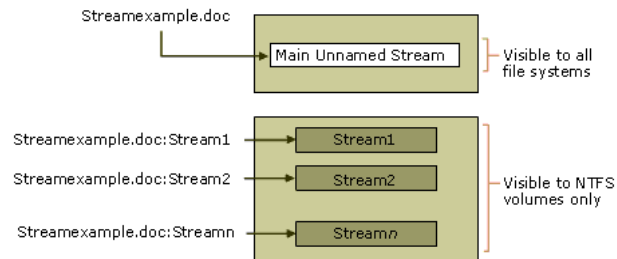 Streamexample.doc
Main Unnamed Stream
Visible to all
file systems
Streamexample.doc:Stream1
Stream1
Streamexample.doc:Stream2
Stream2
Visible to NTFS
volumes only
Streamexample.doc:Streamn
Streamn